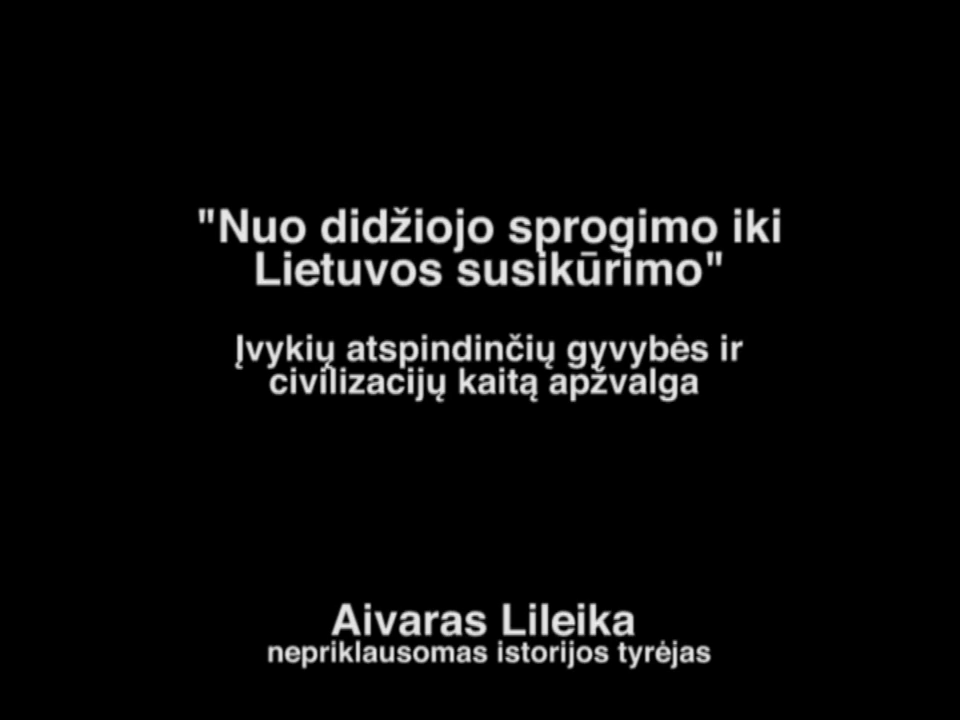 "Nuo didžiojo sprogimo iki
Lietuvos susikūrimo"
Įvykių atspindinčių gyvybės ir
civilizacijų kaitą apžvalga
Aivaras Lileika
nepriklausomas istorijos tyrėjas